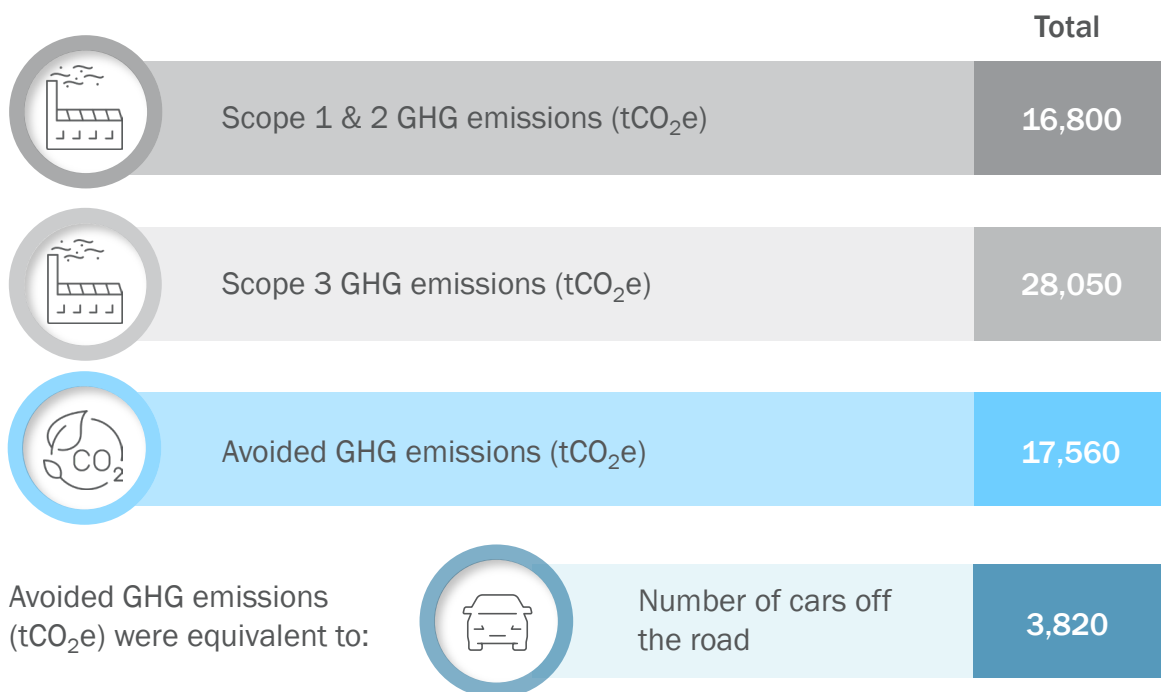 Total
Scope 1 & 2 GHG emissions (tCO₂e)
16,800
Scope 3 GHG emissions (tCO₂e)
28,050
CO₂
Avoided GHG emissions (tCO₂e)
17,560
Avoided GHG emissions
(tCO₂e) were equivalent to:
Number of cars off
the road
3,820